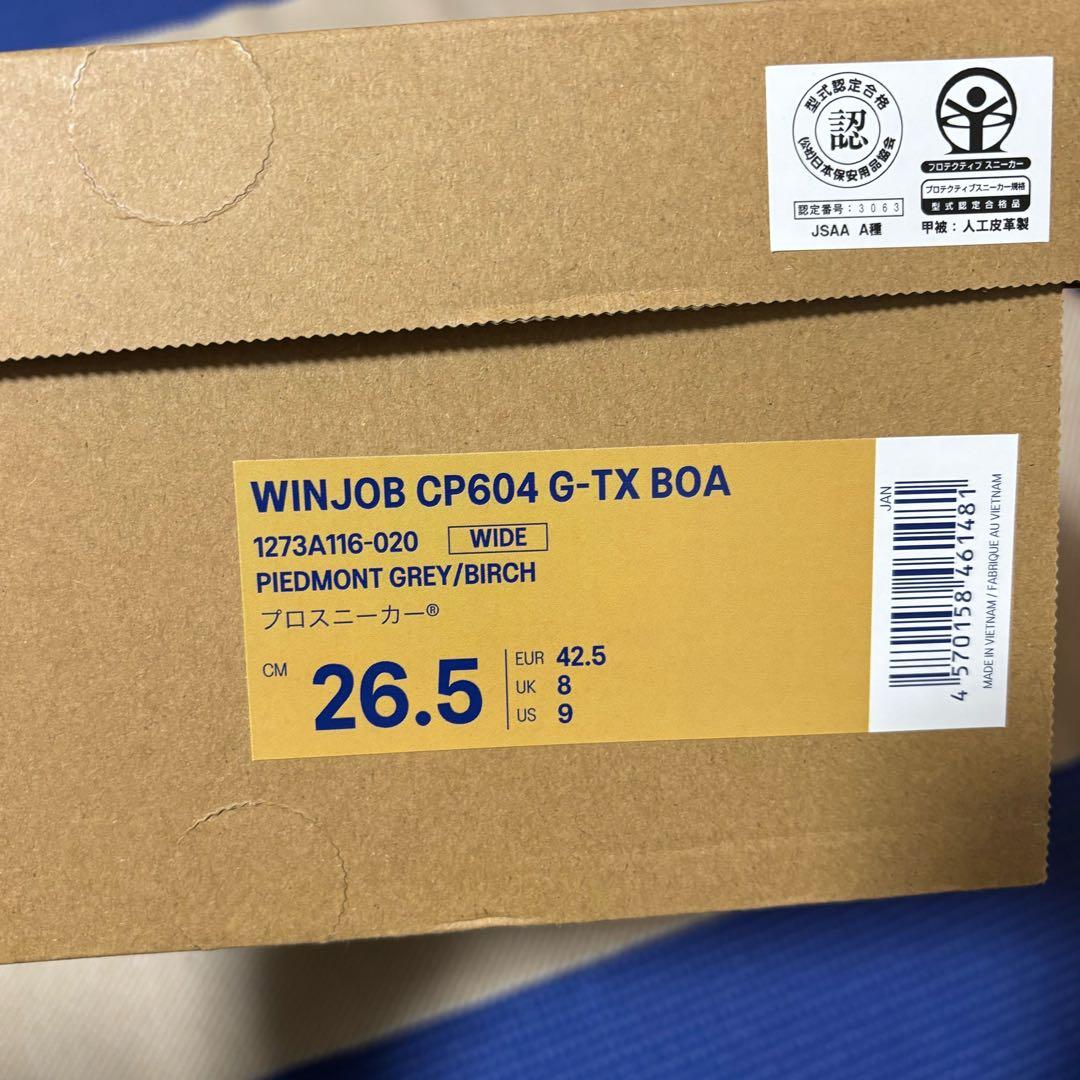 型式認定合格
認
(公社)日本保安用品協会
認定番号:3063
JSAA A種
プロテクティブ スニーカー
プロテクティブスニーカー規格
型式認定合格品
甲被:人工皮革製
WINJOB CP604 G-TX BOA
1273A116-020 WIDE
PIEDMONT GREY/BIRCH
プロスニーカー®
CM 26.5
EUR 42.5
UK 8
US 9
JAN
4 570158 461481
MADE IN VIETNAM / FABRIQUE AU VIETNAM